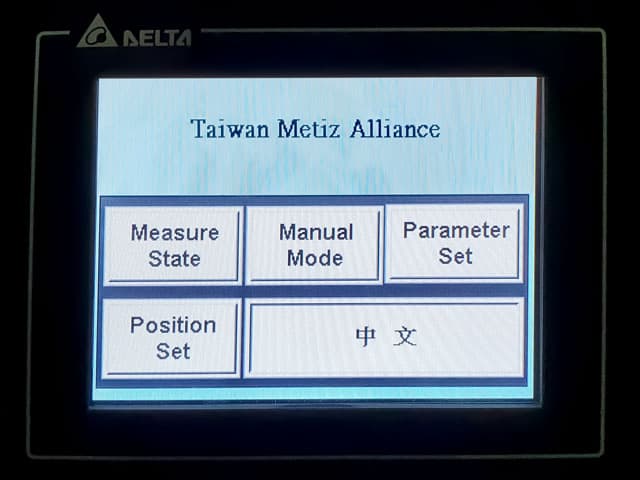 DELTA
Taiwan Metiz Alliance
Measure
State
Manual
Mode
Parameter
Set
Position
Set
中 文